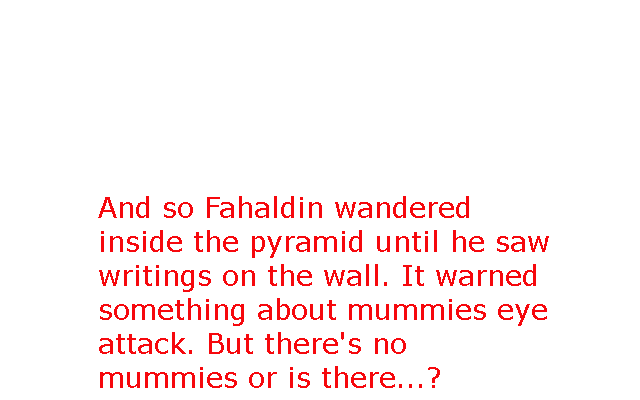 And so Fahaldin wandered
inside the pyramid until he saw
writings on the wall. It warned
something about mummies eye
attack. But there's no
mummies or is there...?